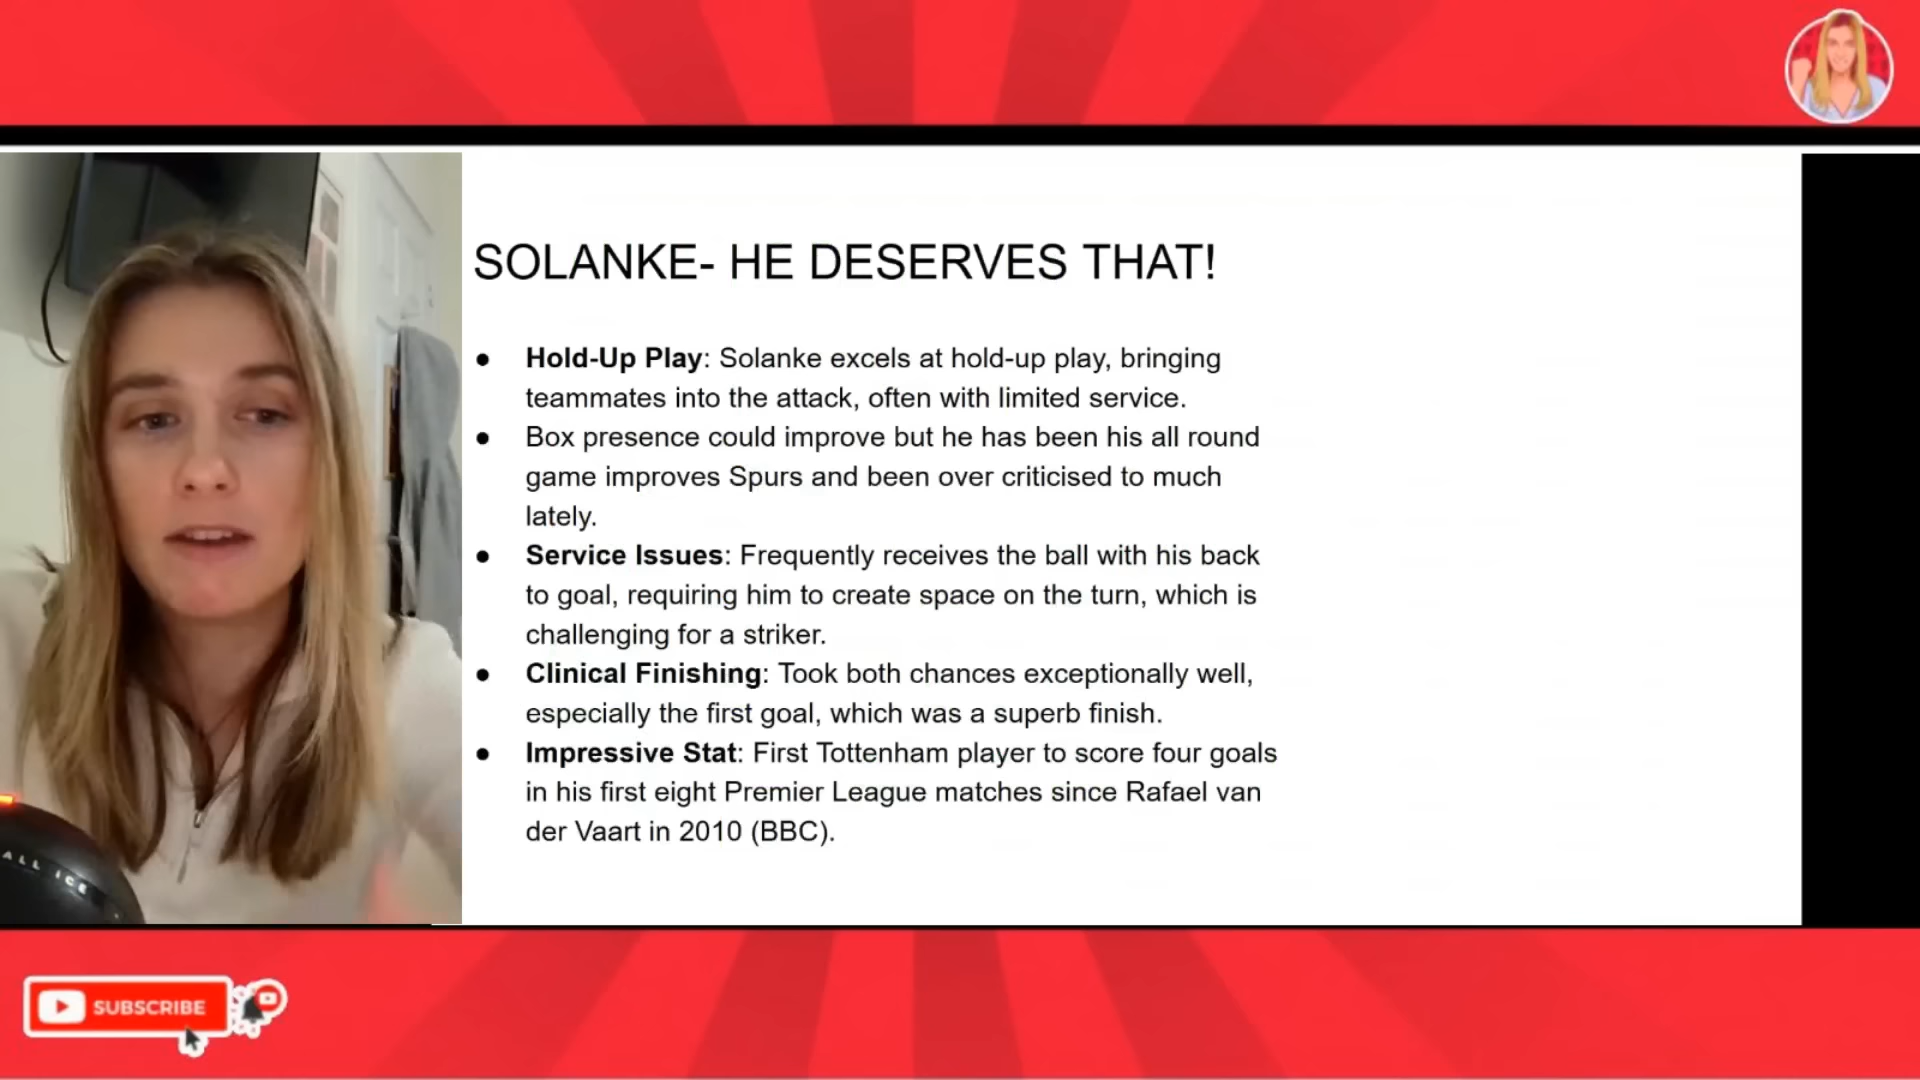 SOLANKE- HE DESERVES THAT!
● Hold-Up Play: Solanke excels at hold-up play, bringing
teammates into the attack, often with limited service.
● Box presence could improve but he has been his all round
game improves Spurs and been over criticised to much
lately.
● Service Issues: Frequently receives the ball with his back
to goal, requiring him to create space on the turn, which is
challenging for a striker.
● Clinical Finishing: Took both chances exceptionally well,
especially the first goal, which was a superb finish.
● Impressive Stat: First Tottenham player to score four goals
in his first eight Premier League matches since Rafael van
der Vaart in 2010 (BBC).
ALL ICE
SUBSCRIBE